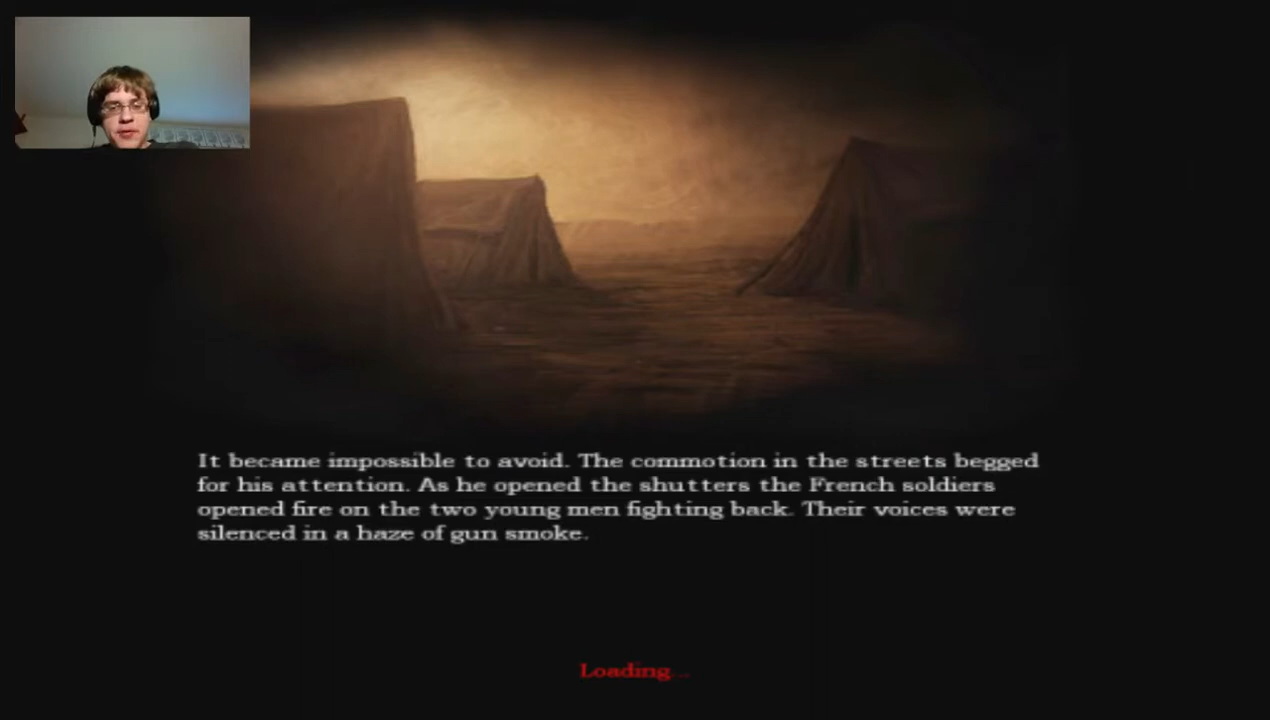 It became impossible to avoid. The commotion in the streets begged
for his attention. As he opened the shutters the French soldiers
opened fire on the two young men fighting back. Their voices were
silenced in a haze of gun smoke.
Loading...